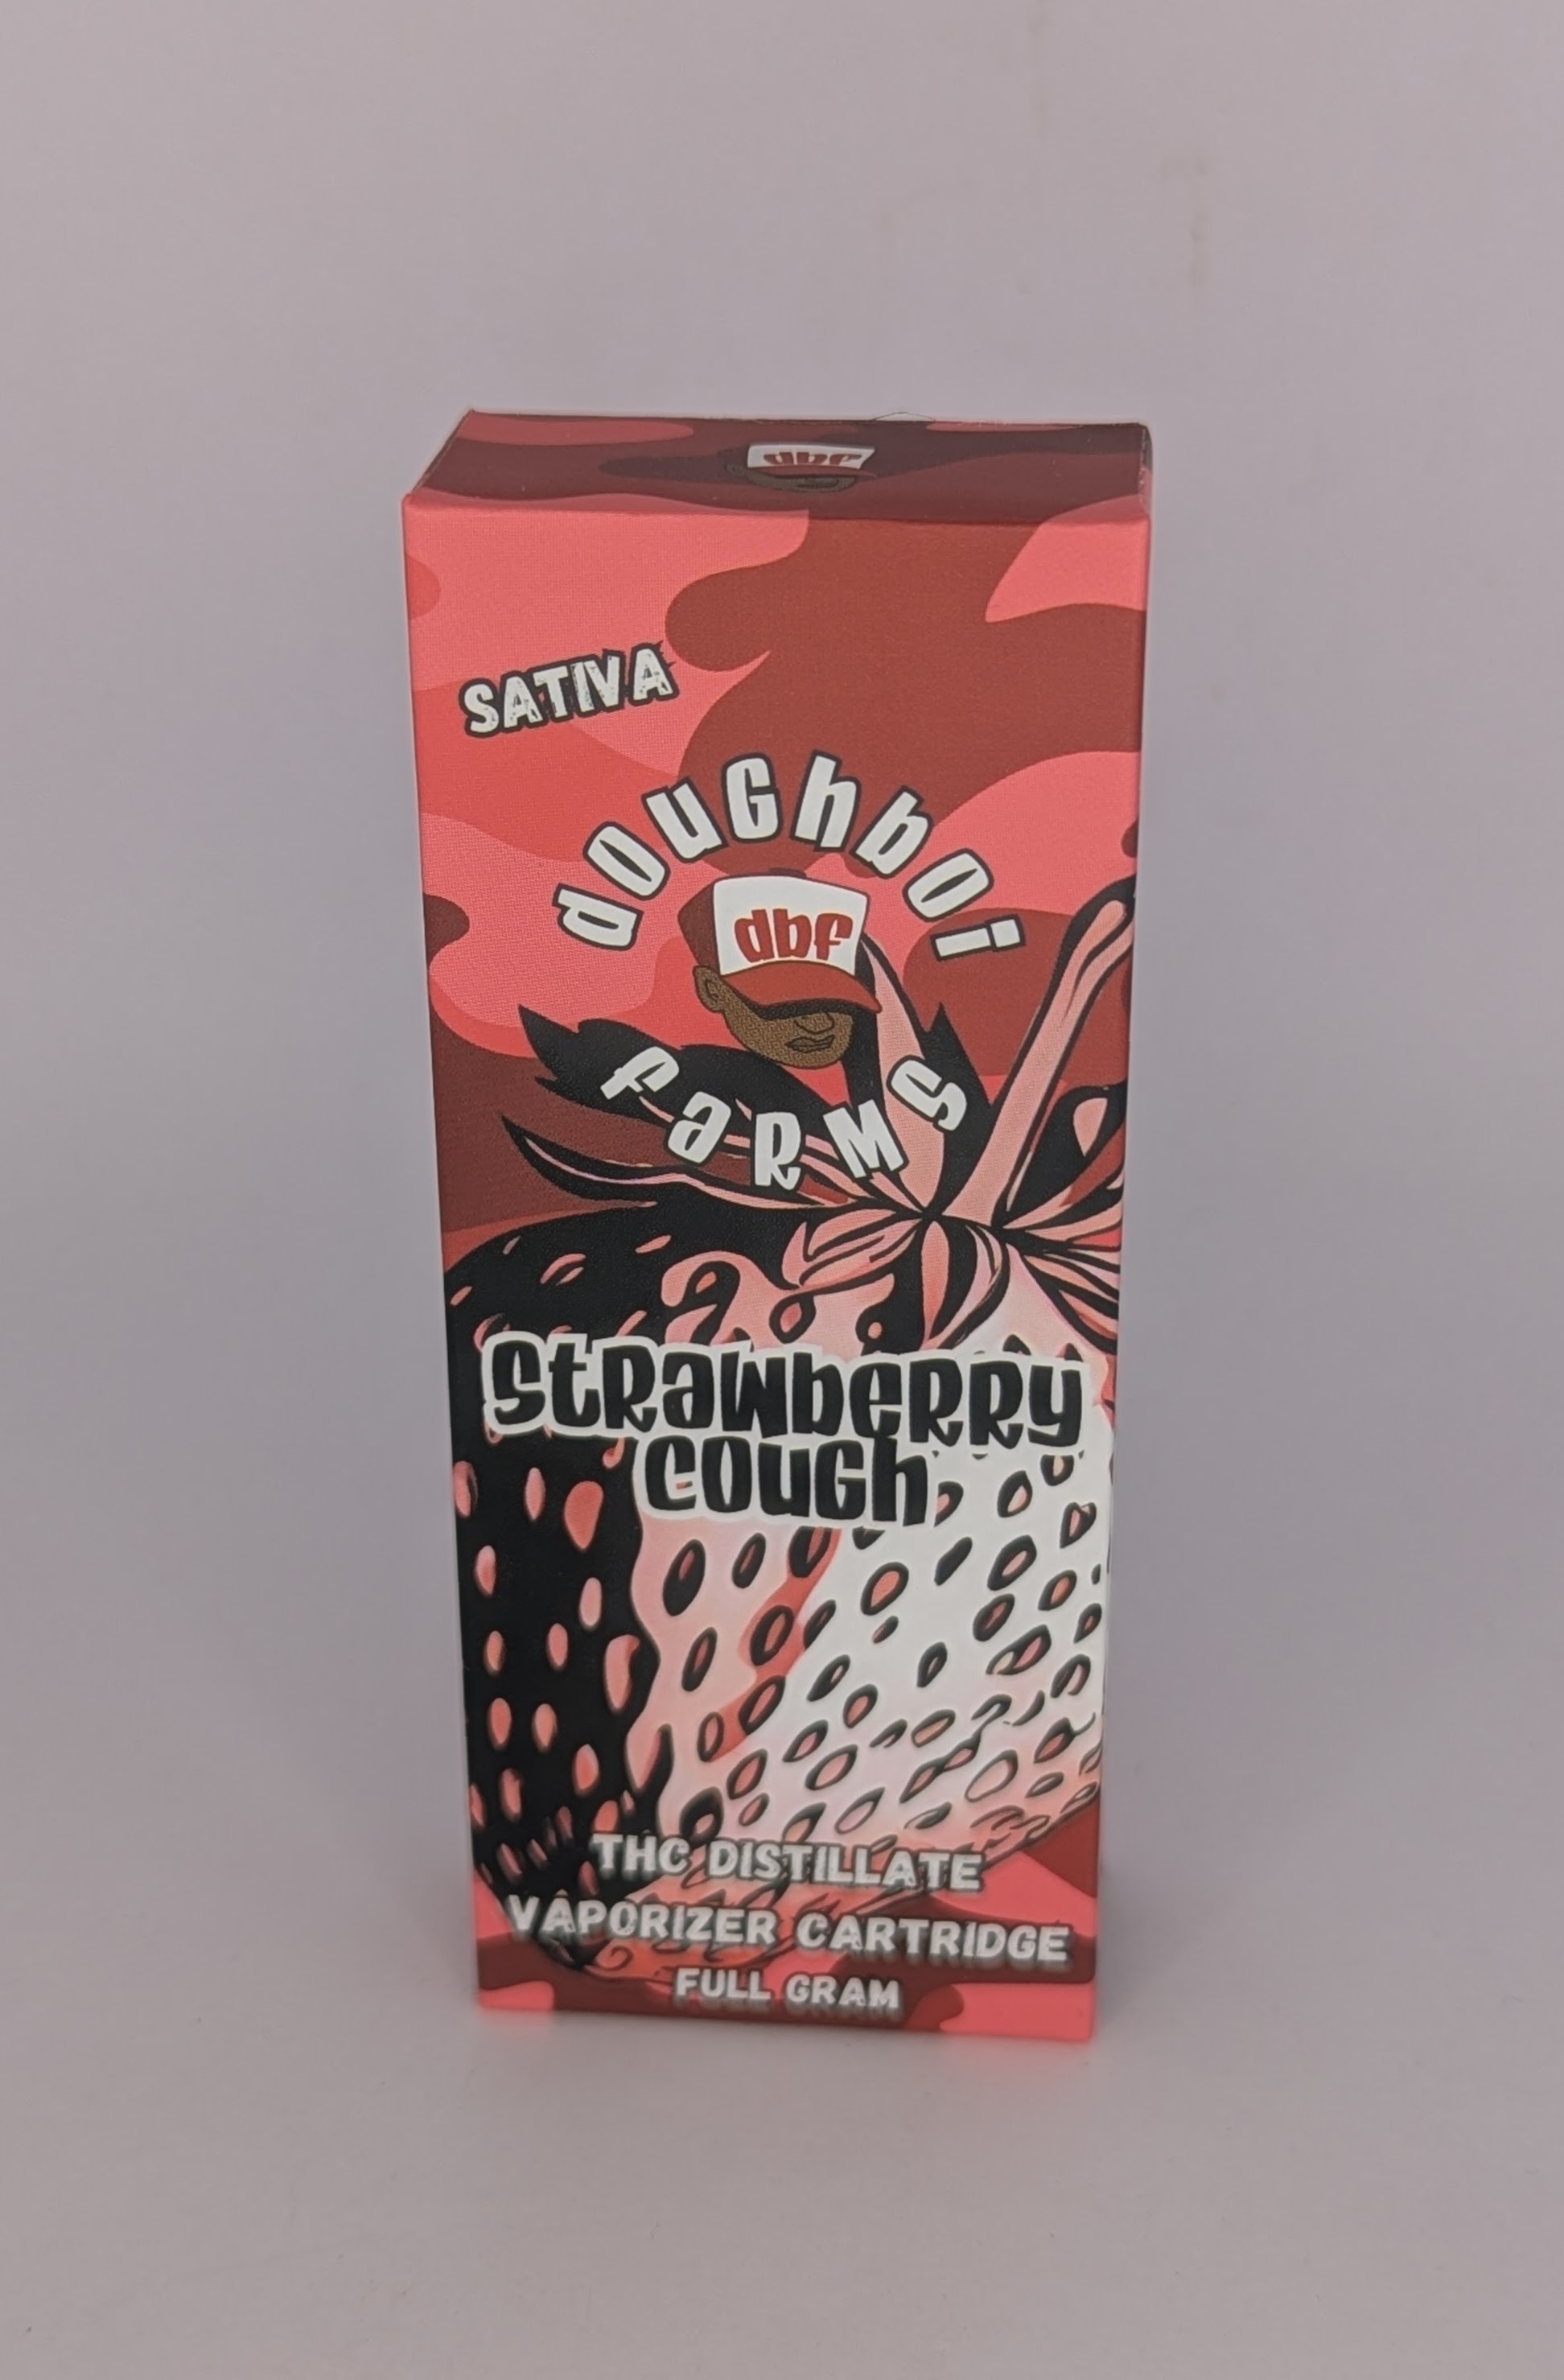 dbf
SATIVA
douGhboi
dbf
faRMS
StRawbeRRy
couGh
THC DISTILLATE
VAPORIZER CARTRIDGE
FULL GRAM